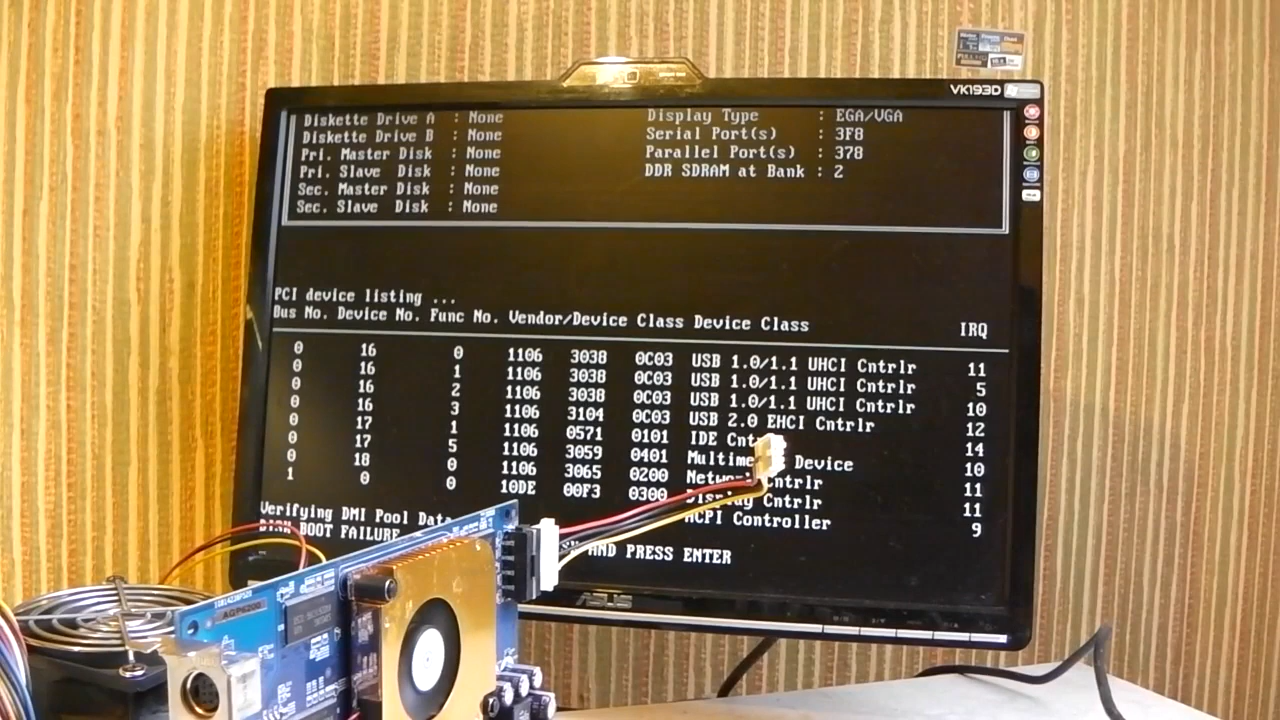 VK193D
Diskette Drive A : None Display Type : EGA/VGA
Diskette Drive B : None Serial Port(s) : 3F8
Pri. Master Disk : None Parallel Port(s) : 378
Pri. Slave Disk : None DDR SDRAM at Bank : 2
Sec. Master Disk : None
Sec. Slave Disk : None
PCI device listing ...
Bus No. Device No. Func No. Vendor/Device Class Device Class IRQ
0 16 0 1106 3038 0C03 USB 1.0/1.1 UHCI Cntrlr 11
0 16 1 1106 3038 0C03 USB 1.0/1.1 UHCI Cntrlr 5
0 16 2 1106 3038 0C03 USB 1.0/1.1 UHCI Cntrlr 10
0 16 3 1106 3104 0C03 USB 2.0 EHCI Cntrlr 12
0 17 1 1106 0571 0101 IDE 14
0 17 5 1106 3059 0401 Device 10
0 18 0 1106 3065 0200 Cntrlr 11
1 0 0 10DE 00F3 0300 Display Cntrlr 11
ACPI Controller 9
Verifying DMI Pool Data
DISK BOOT FAILURE AND PRESS ENTER
ASUS
AGP6200